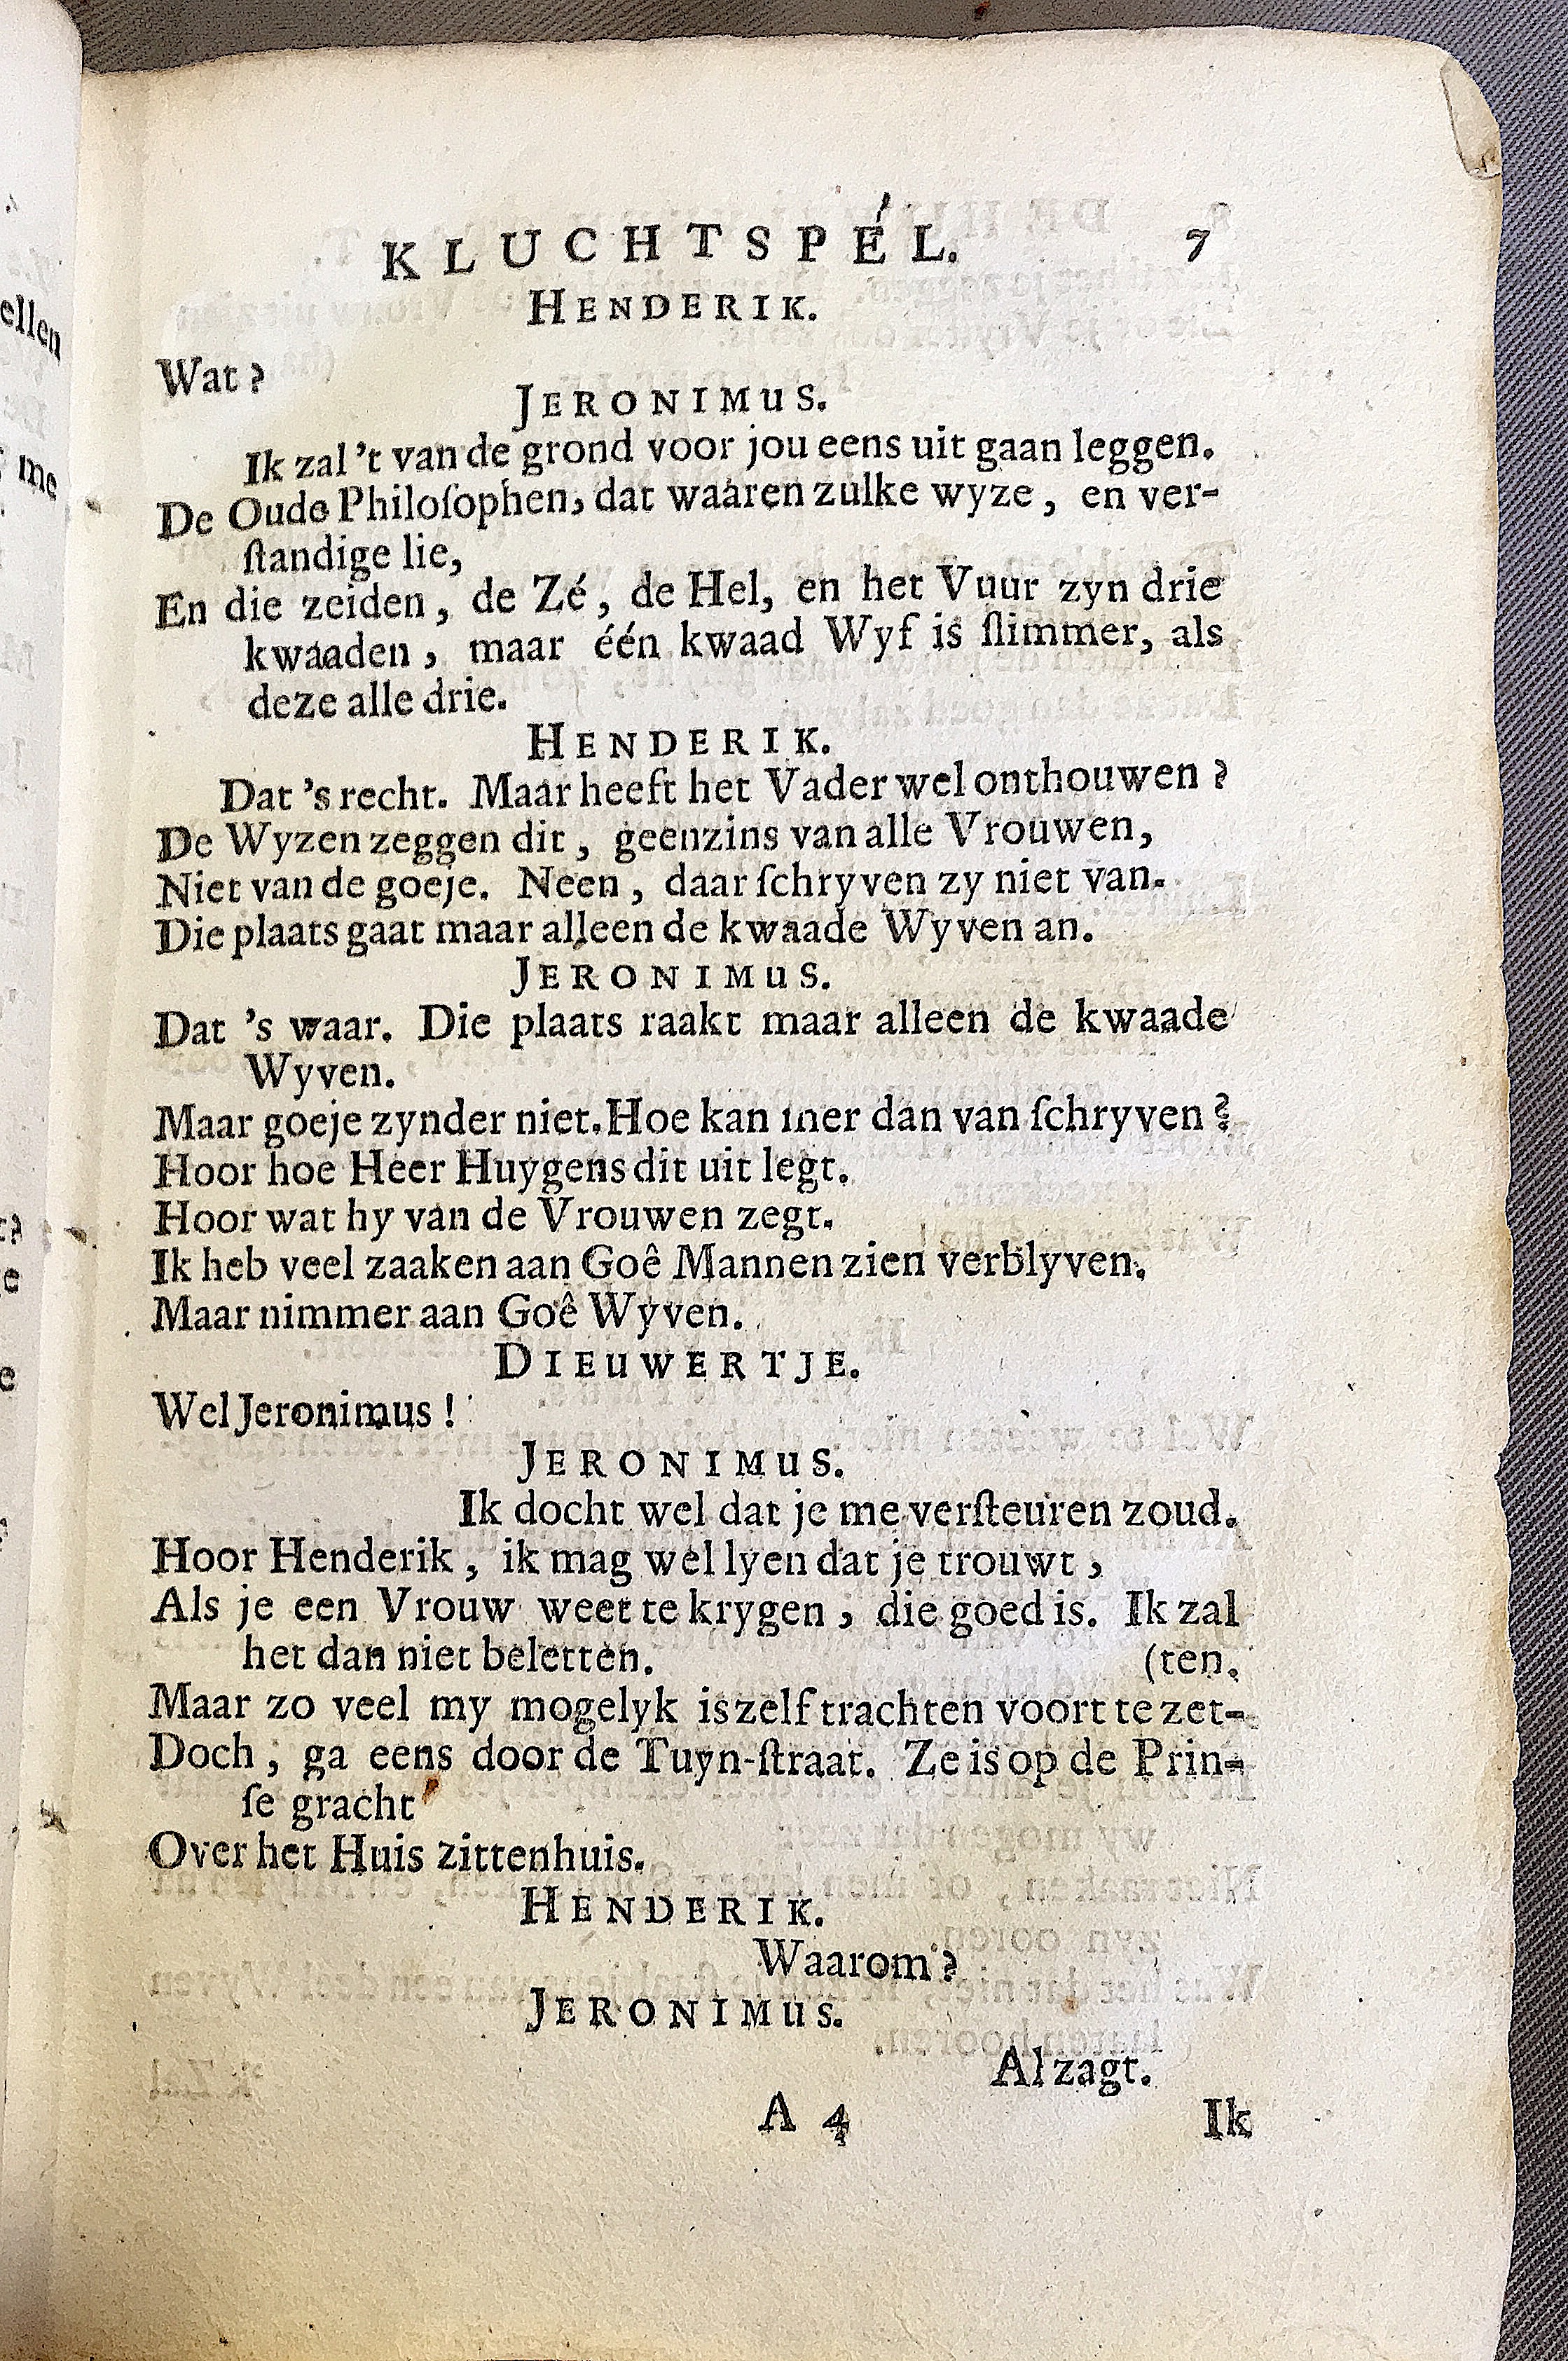 KLUCHTSPÉL. 7
HENDERIK.
Wat?
JERONIMUS.
Ik zal 't van de grond voor jou eens uit gaan leggen.
De Oude Philoſophen, dat waaren zulke wyze, en ver-
ſtandige lie,
En die zeiden, de Zé, de Hel, en het Vuur zyn drie
kwaaden, maar één kwaad Wyf is ſlimmer, als
deze alle drie.
HENDERIK.
Dat 's recht. Maar heeft het Vader wel onthouwen?
De Wyzen zeggen dit, geenzins van alle Vrouwen,
Niet van de goeje. Neen, daar ſchryven zy niet van.
Die plaats gaat maar alleen de kwaade Wyven an.
JERONIMUS.
Dat 's waar. Die plaats raakt maar alleen de kwaade
Wyven.
Maar goeje zynder niet. Hoe kan mer dan van ſchryven?
Hoor hoe Heer Huygens dit uit legt.
Hoor wat hy van de Vrouwen zegt.
Ik heb veel zaaken aan Goê Mannen zien verblyven,
Maar nimmer aan Goê Wyven.
DIEUWERTJE.
Wel Jeronimus!
JERONIMUS.
Ik docht wel dat je me verſteuren zoud.
Hoor Henderik, ik mag wel lyen dat je trouwt,
Als je een Vrouw weet te krygen, die goed is. Ik zal
het dan niet beletten. (ten.
Maar zo veel my mogelyk is zelf trachten voort te zet-
Doch, ga eens door de Tuyn-ſtraat. Ze is op de Prin-
ſe gracht
Over het Huis zittenhuis.
HENDERIK.
Waarom?
JERONIMUS.
Al zagt.
A 4 Ik
ellen
me